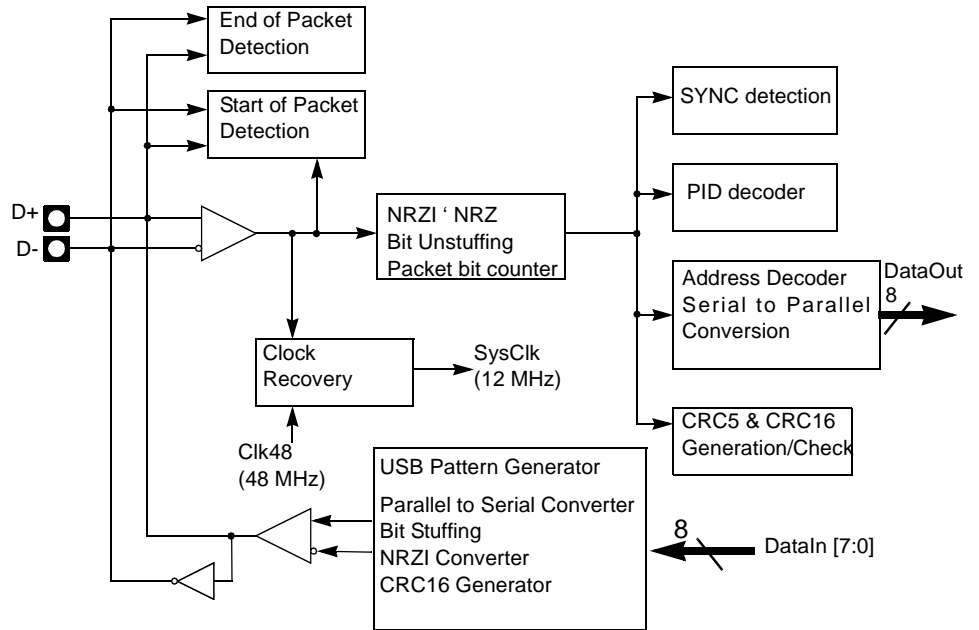 End of Packet
Detection
Start of Packet
Detection
SYNC detection
PID decoder
D+
D-
NRZI ‘ NRZ
Bit Unstuffing
Packet bit counter
Address Decoder
Serial to Parallel
Conversion
DataOut
8
Clock
Recovery
SysClk
(12 MHz)
CRC5 & CRC16
Generation/Check
Clk48
(48 MHz)
USB Pattern Generator
Parallel to Serial Converter
Bit Stuffing
NRZI Converter
CRC16 Generator
8
DataIn [7:0]